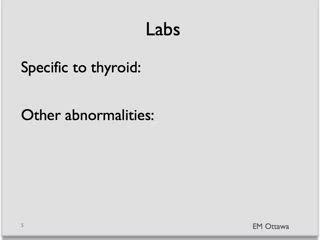 Labs
Specific to thyroid:
Other abnormalities:
EM Ottawa